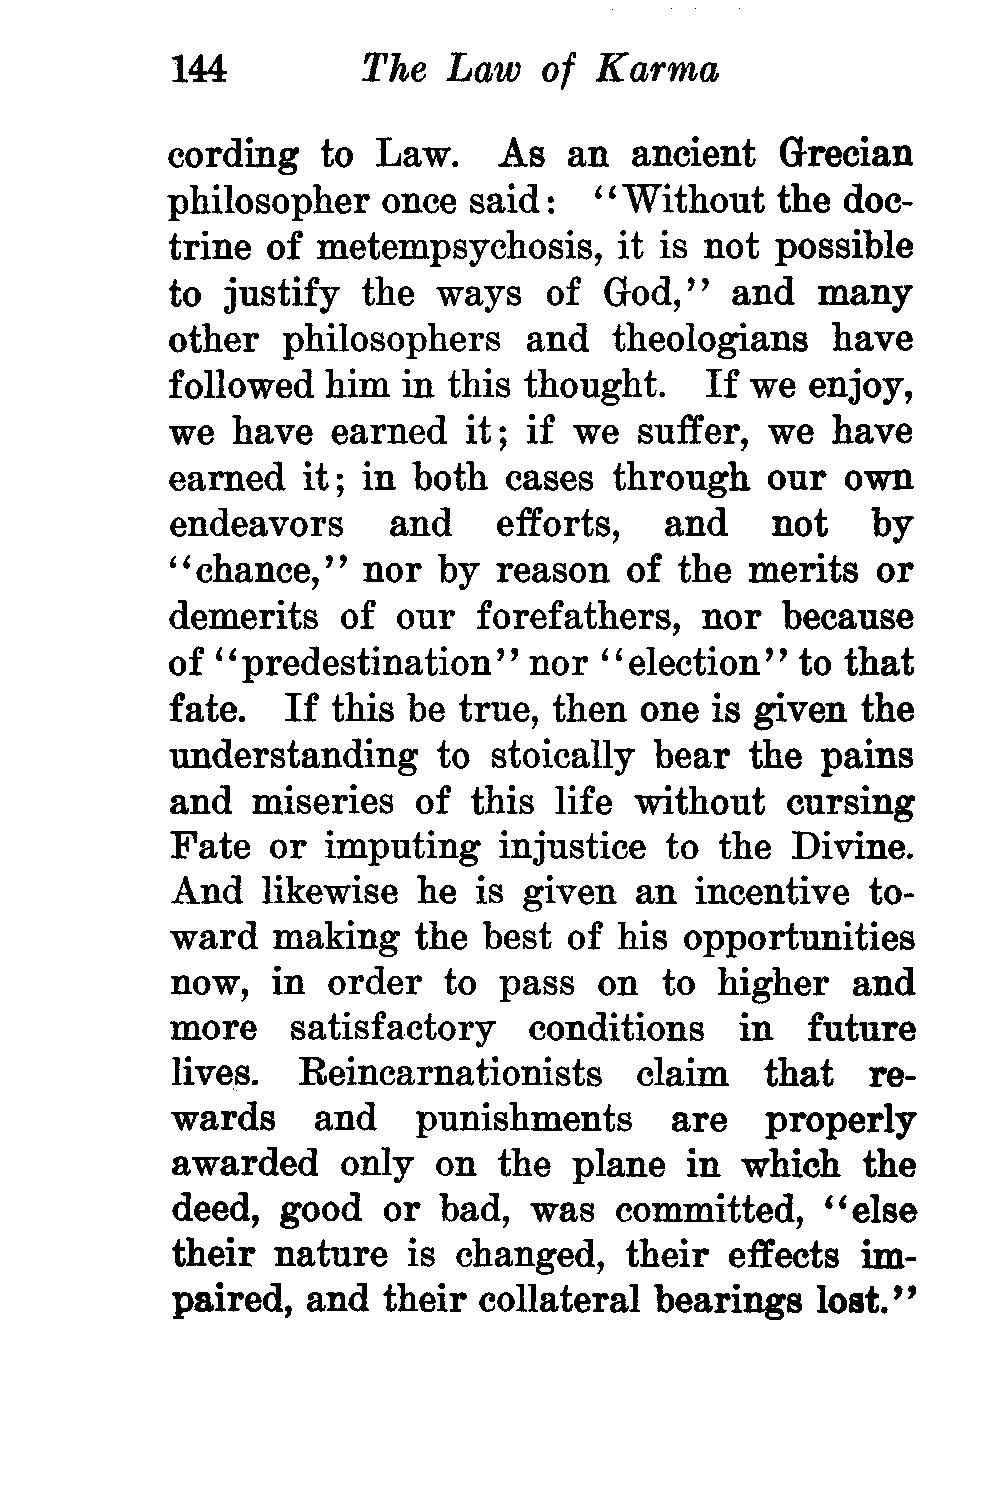 144 The Law of Karma
cording to Law. As an ancient Grecian
philosopher once said: "Without the doc-
trine of metempsychosis, it is not possible
to justify the ways of God," and many
other philosophers and theologians have
followed him in this thought. If we enjoy,
we have earned it; if we suffer, we have
earned it; in both cases through our own
endeavors and efforts, and not by
"chance," nor by reason of the merits or
demerits of our forefathers, nor because
of "predestination" nor "election" to that
fate. If this be true, then one is given the
understanding to stoically bear the pains
and miseries of this life without cursing
Fate or imputing injustice to the Divine.
And likewise he is given an incentive to-
ward making the best of his opportunities
now, in order to pass on to higher and
more satisfactory conditions in future
lives. Reincarnationists claim that re-
wards and punishments are properly
awarded only on the plane in which the
deed, good or bad, was committed, "else
their nature is changed, their effects im-
paired, and their collateral bearings lost."